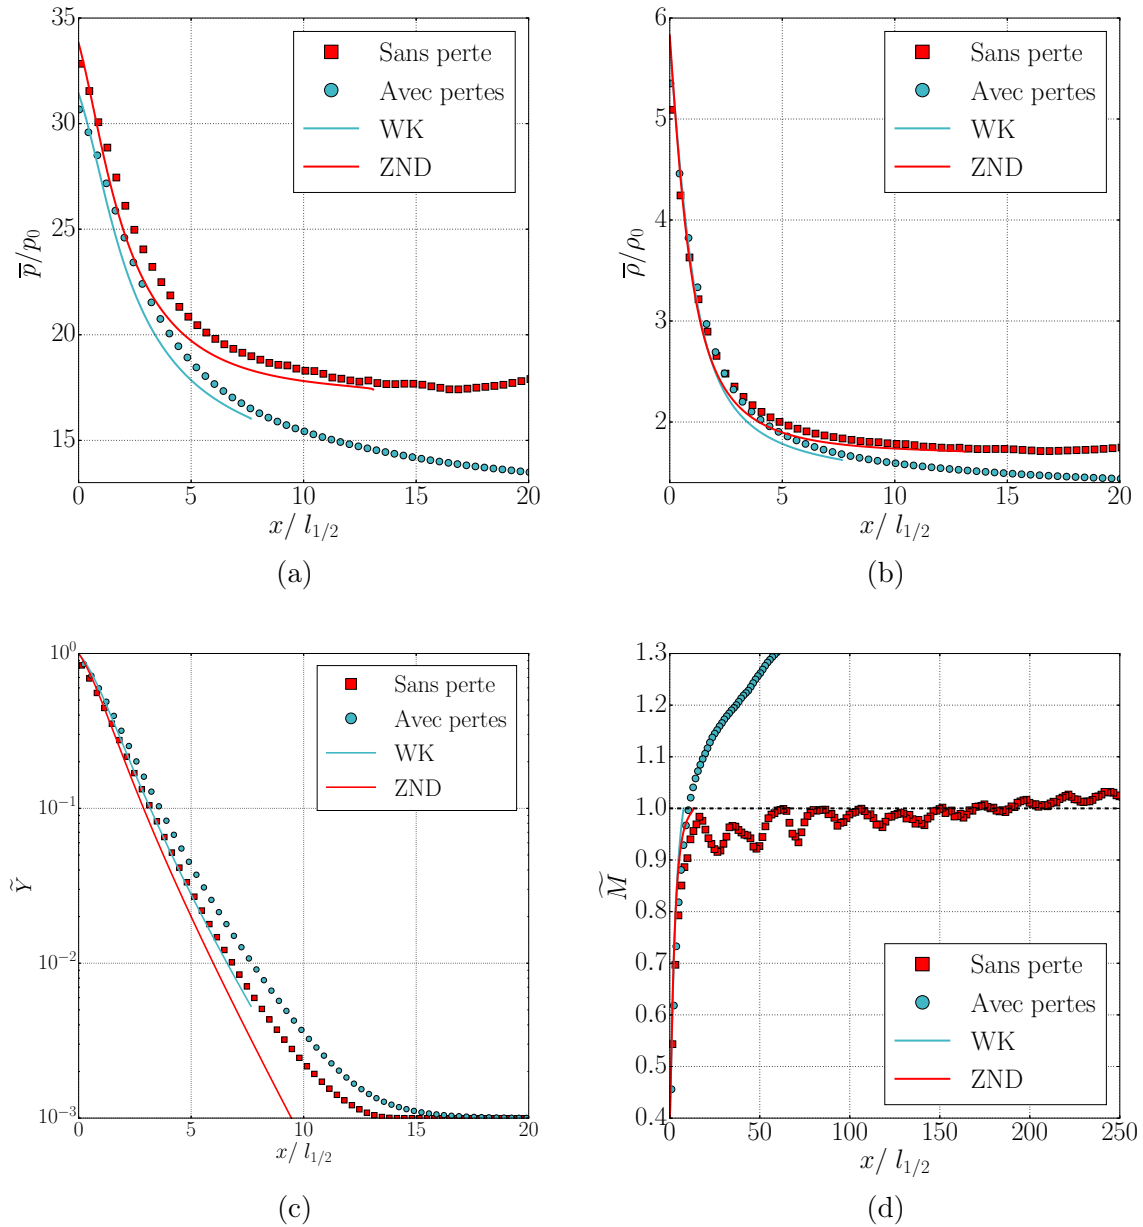 35
30
25
20
15
0 5 10 15 20
p̅/p₀
x/ l₁/₂
Sans perte
Avec pertes
WK
ZND
(a)
6
5
4
3
2
0 5 10 15 20
ρ̅/ρ₀
x/ l₁/₂
Sans perte
Avec pertes
WK
ZND
(b)
10⁰
10⁻¹
10⁻²
10⁻³
0 5 10 15 20
Ỹ
x/ l₁/₂
Sans perte
Avec pertes
WK
ZND
(c)
1.3
1.2
1.1
1.0
0.9
0.8
0.7
0.6
0.5
0.4
0 50 100 150 200 250
M̃
x/ l₁/₂
Sans perte
Avec pertes
WK
ZND
(d)